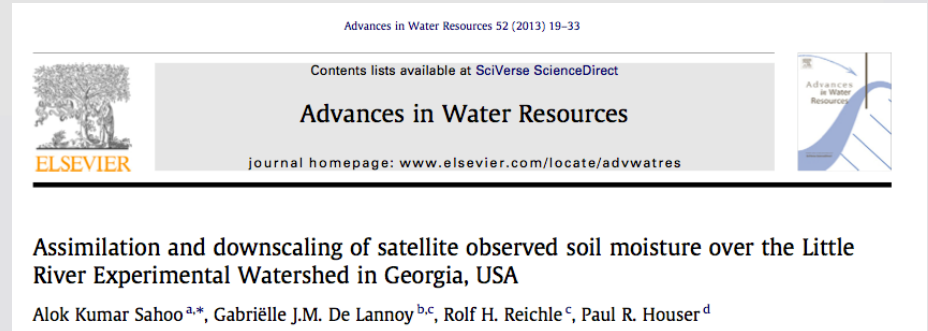 Advances in Water Resources 52 (2013) 19–33
Contents lists available at SciVerse ScienceDirect
Advances in Water Resources
journal homepage: www.elsevier.com/locate/advwatres
ELSEVIER
Advances
in Water
Resources
Assimilation and downscaling of satellite observed soil moisture over the Little
River Experimental Watershed in Georgia, USA
Alok Kumar Sahoo a,*, Gabriëlle J.M. De Lannoy b,c, Rolf H. Reichle c, Paul R. Houser d